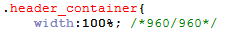 .header_container{
width:100%; /*960/960*/